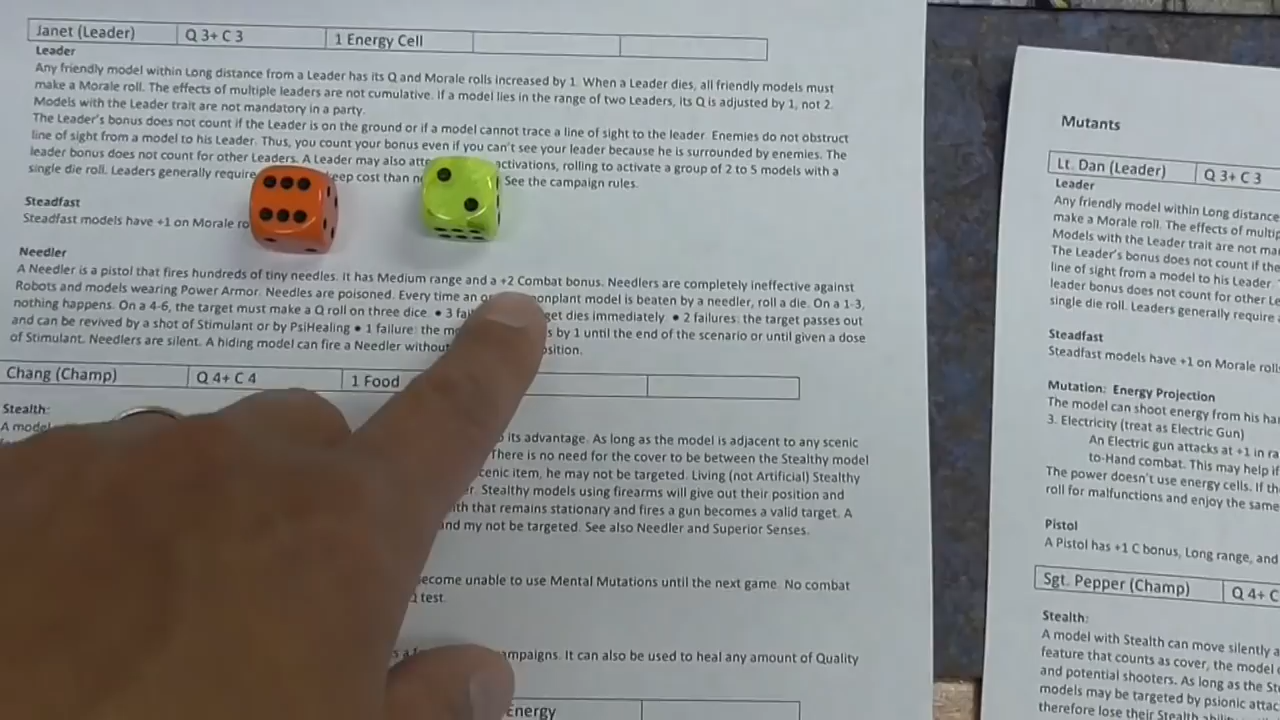 Janet (Leader) Q 3+ C 3 1 Energy Cell
Leader
Any friendly model within Long distance from a Leader has its Q and Morale rolls increased by 1. When a Leader dies, all friendly models must
make a Morale roll. The effects of multiple leaders are not cumulative. If a model lies in the range of two Leaders, its Q is adjusted by 1, not 2.
Models with the Leader trait are not mandatory in a party.
The Leader's bonus does not count if the Leader is on the ground or if a model cannot trace a line of sight to the leader. Enemies do not obstruct
line of sight from a model to his Leader. Thus, you count your bonus even if you can't see your leader because he is surrounded by enemies. The
leader bonus does not count for other Leaders. A Leader may also activations, rolling to activate a group of 2 to 5 models with a
single die roll. Leaders generally require cost than See the campaign rules.
Steadfast
Steadfast models have +1 on Morale
Needler
A Needler is a pistol that fires hundreds of tiny needles. It has Medium range and a +2 Combat bonus. Needlers are completely ineffective against
Robots and models wearing Power Armor. Needles are poisoned. Every time an model is beaten by a needler, roll a die. On a 1-3,
nothing happens. On a 4-6, the target must make a Q roll on three dice. • 3 dies immediately. • 2 failures: the target passes out
and can be revived by a shot of Stimulant or by PsiHealing • 1 failure: the by 1 until the end of the scenario or until given a dose
of Stimulant. Needlers are silent. A hiding model can fire a Needler
Chang (Champ) Q 4+ C 4 1 Food
Stealth:
A
its advantage. As long as the model is adjacent to any scenic
There is no need for the cover to be between the Stealthy model
item, he may not be targeted. Living (not Artificial) Stealthy
Stealthy models using firearms will give out their position and
that remains stationary and fires a gun becomes a valid target. A
my not be targeted. See also Needler and Superior Senses.
become unable to use Mental Mutations until the next game. No combat
test.
It can also be used to heal any amount of Quality
Energy
Mutants
Lt. Dan (Leader) Q 3+ C 3
Leader
Any friendly model within Long distance
make a Morale roll. The effects of
Models with the Leader trait are not
The Leader's bonus does not count if the
line of sight from a model to his Leader.
leader bonus does not count for other
single die roll. Leaders generally require
Steadfast
Steadfast models have +1 on Morale
Mutation: Energy Projection
The model can shoot energy from his
3. Electricity (treat as Electric Gun)
An Electric gun attacks at +1 in
to-Hand combat. This may help if
The power doesn't use energy cells. If
roll for malfunctions and enjoy the same
Pistol
A Pistol has +1 C bonus, Long range, and
Sgt. Pepper (Champ) Q 4+ C
Stealth:
A model with Stealth can move silently
feature that counts as cover, the model
and potential shooters. As long as the
models may be targeted by psionic
therefore lose their Stealth